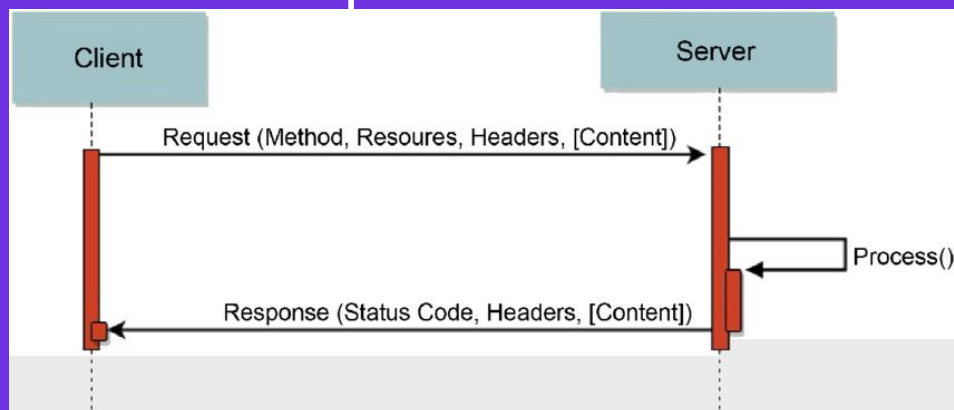 Client
Server
Request (Method, Resoures, Headers, [Content])
Process()
Response (Status Code, Headers, [Content])